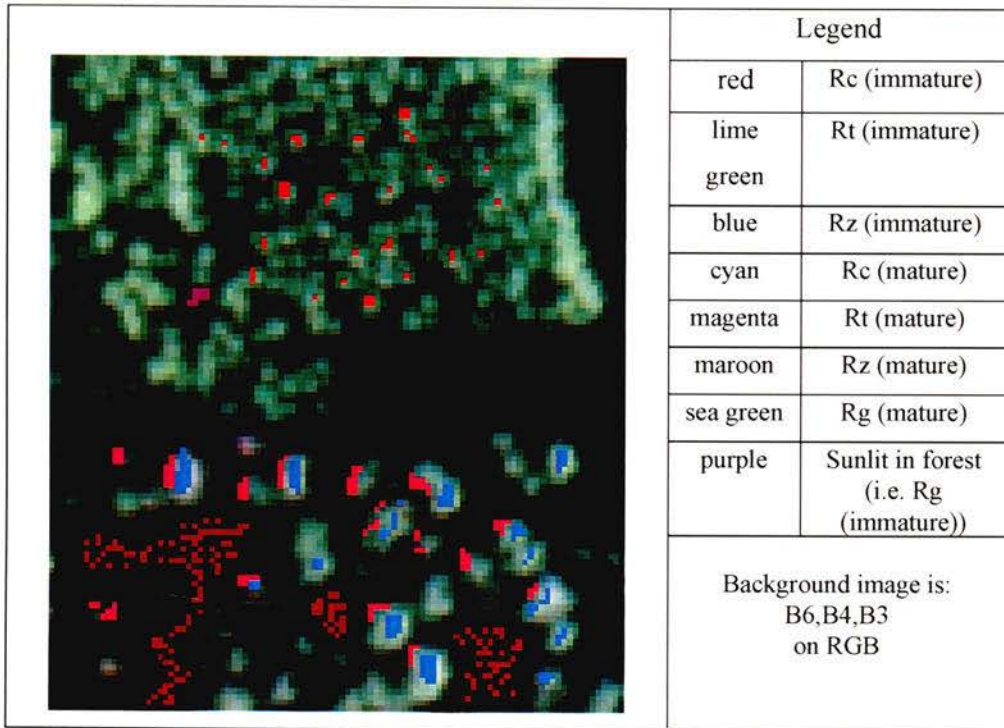 Legend
red Rc (immature)
lime Rt (immature)
green
blue Rz (immature)
cyan Rc (mature)
magenta Rt (mature)
maroon Rz (mature)
sea green Rg (mature)
purple Sunlit in forest
(i.e. Rg
(immature))
Background image is:
B6,B4,B3
on RGB